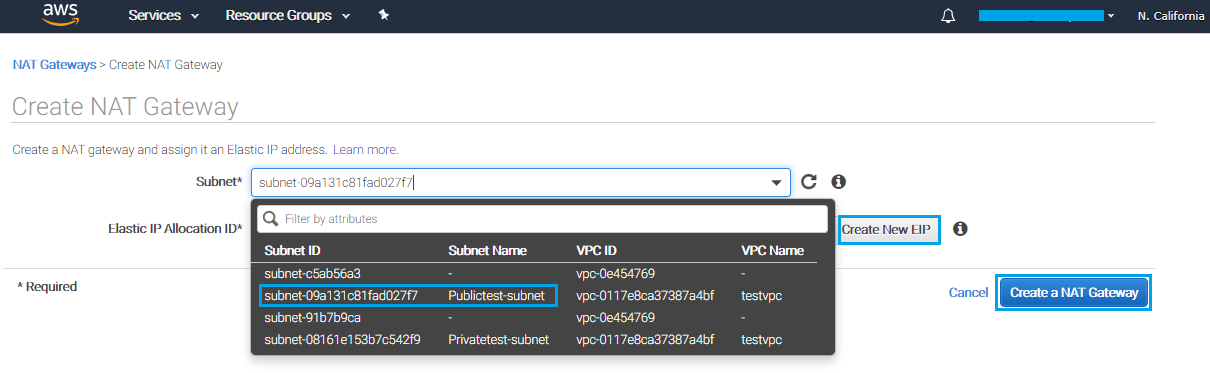 aws Services Resource Groups N. California
NAT Gateways > Create NAT Gateway
Create NAT Gateway
Create a NAT gateway and assign it an Elastic IP address. Learn more.
Subnet* subnet-09a131c81fad027f7
Filter by attributes
Elastic IP Allocation ID* Create New EIP
Subnet ID Subnet Name VPC ID VPC Name
subnet-c5ab56a3 - vpc-0e454769 -
subnet-09a131c81fad027f7 Publictest-subnet vpc-0117e8ca37387a4bf testvpc
subnet-91b7b9ca - vpc-0e454769 -
subnet-08161e153b7c542f9 Privatetest-subnet vpc-0117e8ca37387a4bf testvpc
* Required Cancel Create a NAT Gateway